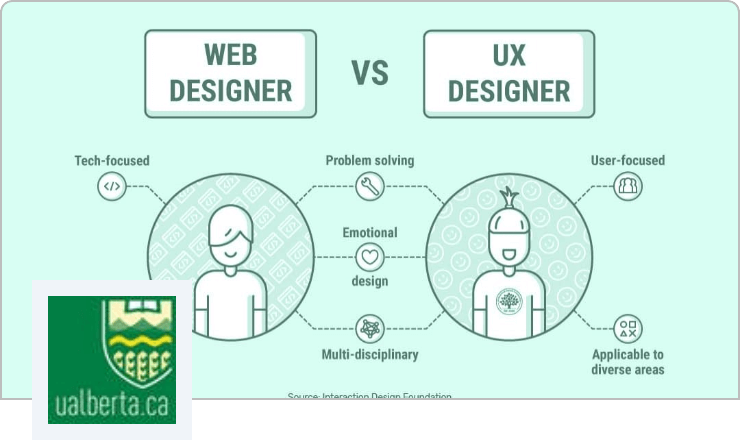 WEB
DESIGNER
VS
UX
DESIGNER
Tech-focused
Problem solving
User-focused
Emotional
design
Multi-disciplinary
Applicable to
diverse areas
Source: Interaction Design Foundation
ualberta.ca